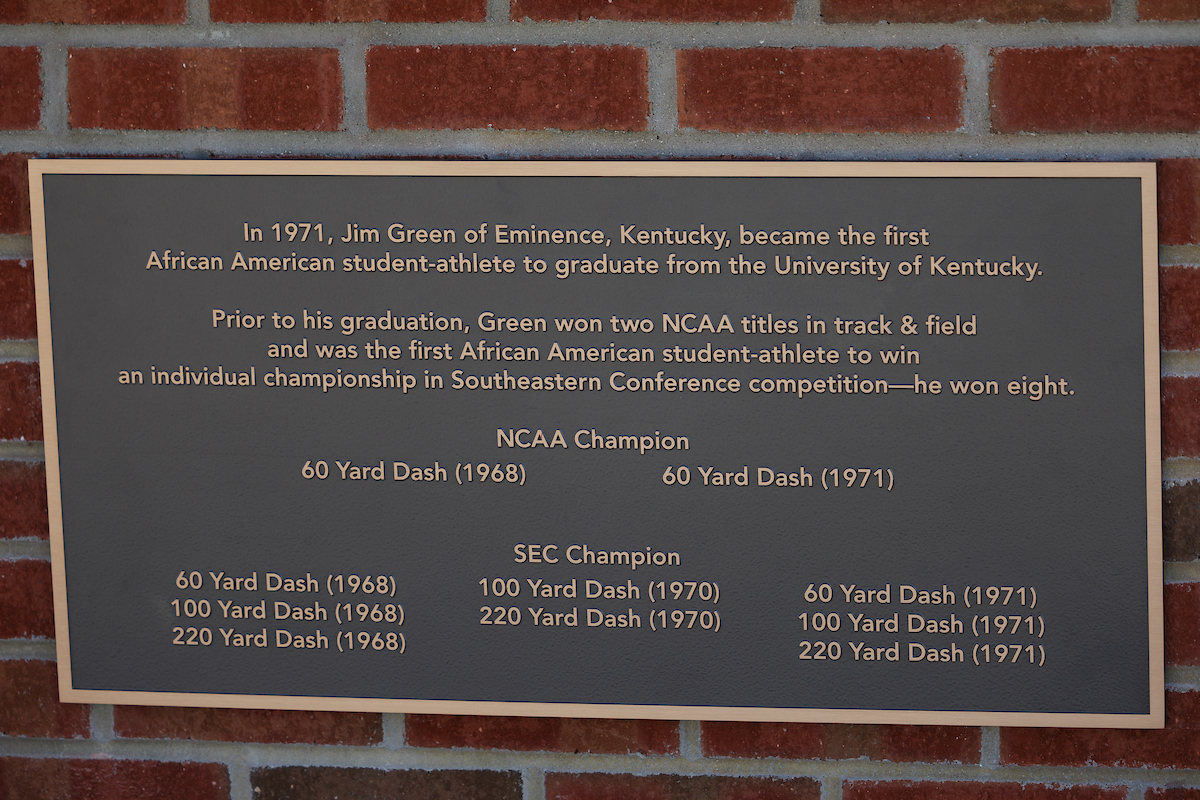 In 1971, Jim Green of Eminence, Kentucky, became the first
African American student-athlete to graduate from the University of Kentucky.
Prior to his graduation, Green won two NCAA titles in track & field
and was the first African American student-athlete to win
an individual championship in Southeastern Conference competition—he won eight.
NCAA Champion
60 Yard Dash (1968) 60 Yard Dash (1971)
SEC Champion
60 Yard Dash (1968) 100 Yard Dash (1970) 60 Yard Dash (1971)
100 Yard Dash (1968) 220 Yard Dash (1970) 100 Yard Dash (1971)
220 Yard Dash (1968) 220 Yard Dash (1971)